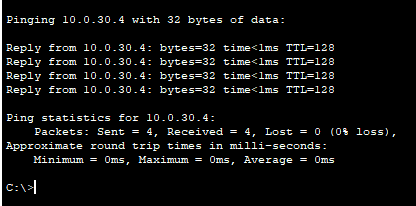 Pinging 10.0.30.4 with 32 bytes of data:
Reply from 10.0.30.4: bytes=32 time<1ms TTL=128
Reply from 10.0.30.4: bytes=32 time<1ms TTL=128
Reply from 10.0.30.4: bytes=32 time<1ms TTL=128
Reply from 10.0.30.4: bytes=32 time<1ms TTL=128
Ping statistics for 10.0.30.4:
Packets: Sent = 4, Received = 4, Lost = 0 (0% loss),
Approximate round trip times in milli-seconds:
Minimum = 0ms, Maximum = 0ms, Average = 0ms
C:\>